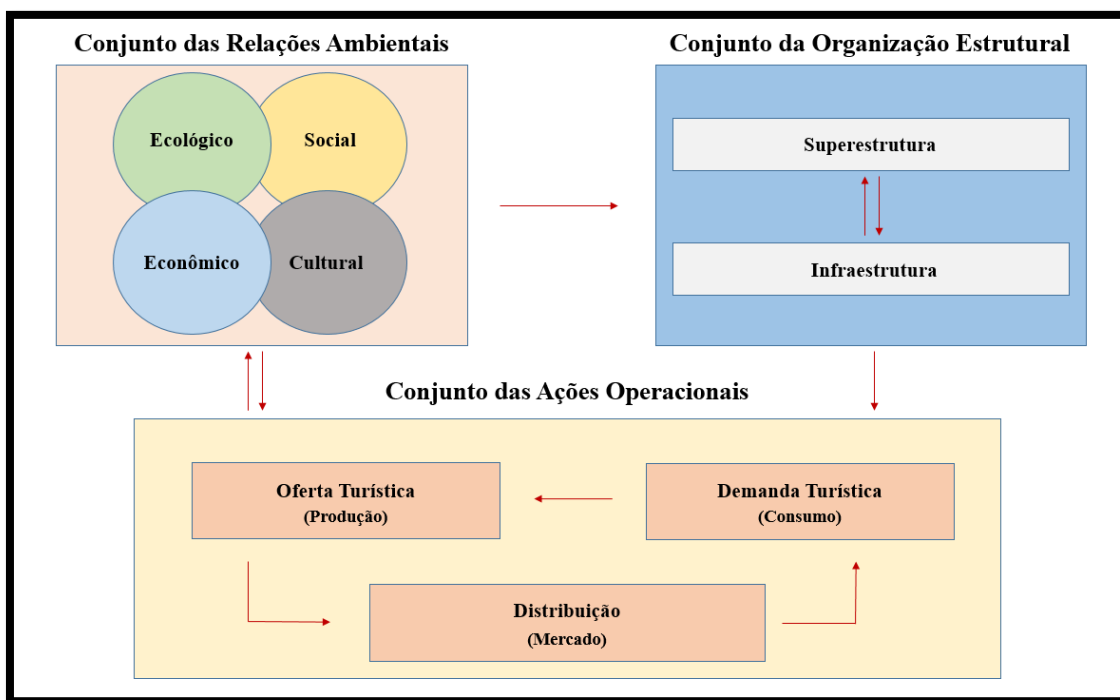 Conjunto das Relações Ambientais
Ecológico
Social
Econômico
Cultural
Conjunto da Organização Estrutural
Superestrutura
Infraestrutura
Conjunto das Ações Operacionais
Oferta Turística
(Produção)
Demanda Turística
(Consumo)
Distribuição
(Mercado)